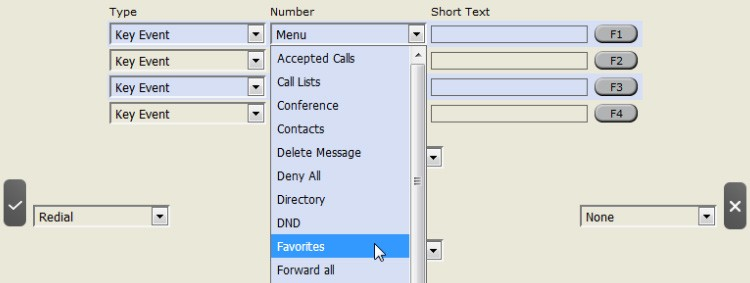 Type Number Short Text
Key Event Menu F1
Key Event F2
Key Event F3
Key Event F4
Accepted Calls
Call Lists
Conference
Contacts
Delete Message
Deny All
Directory
DND
Favorites
Forward all
Redial
None